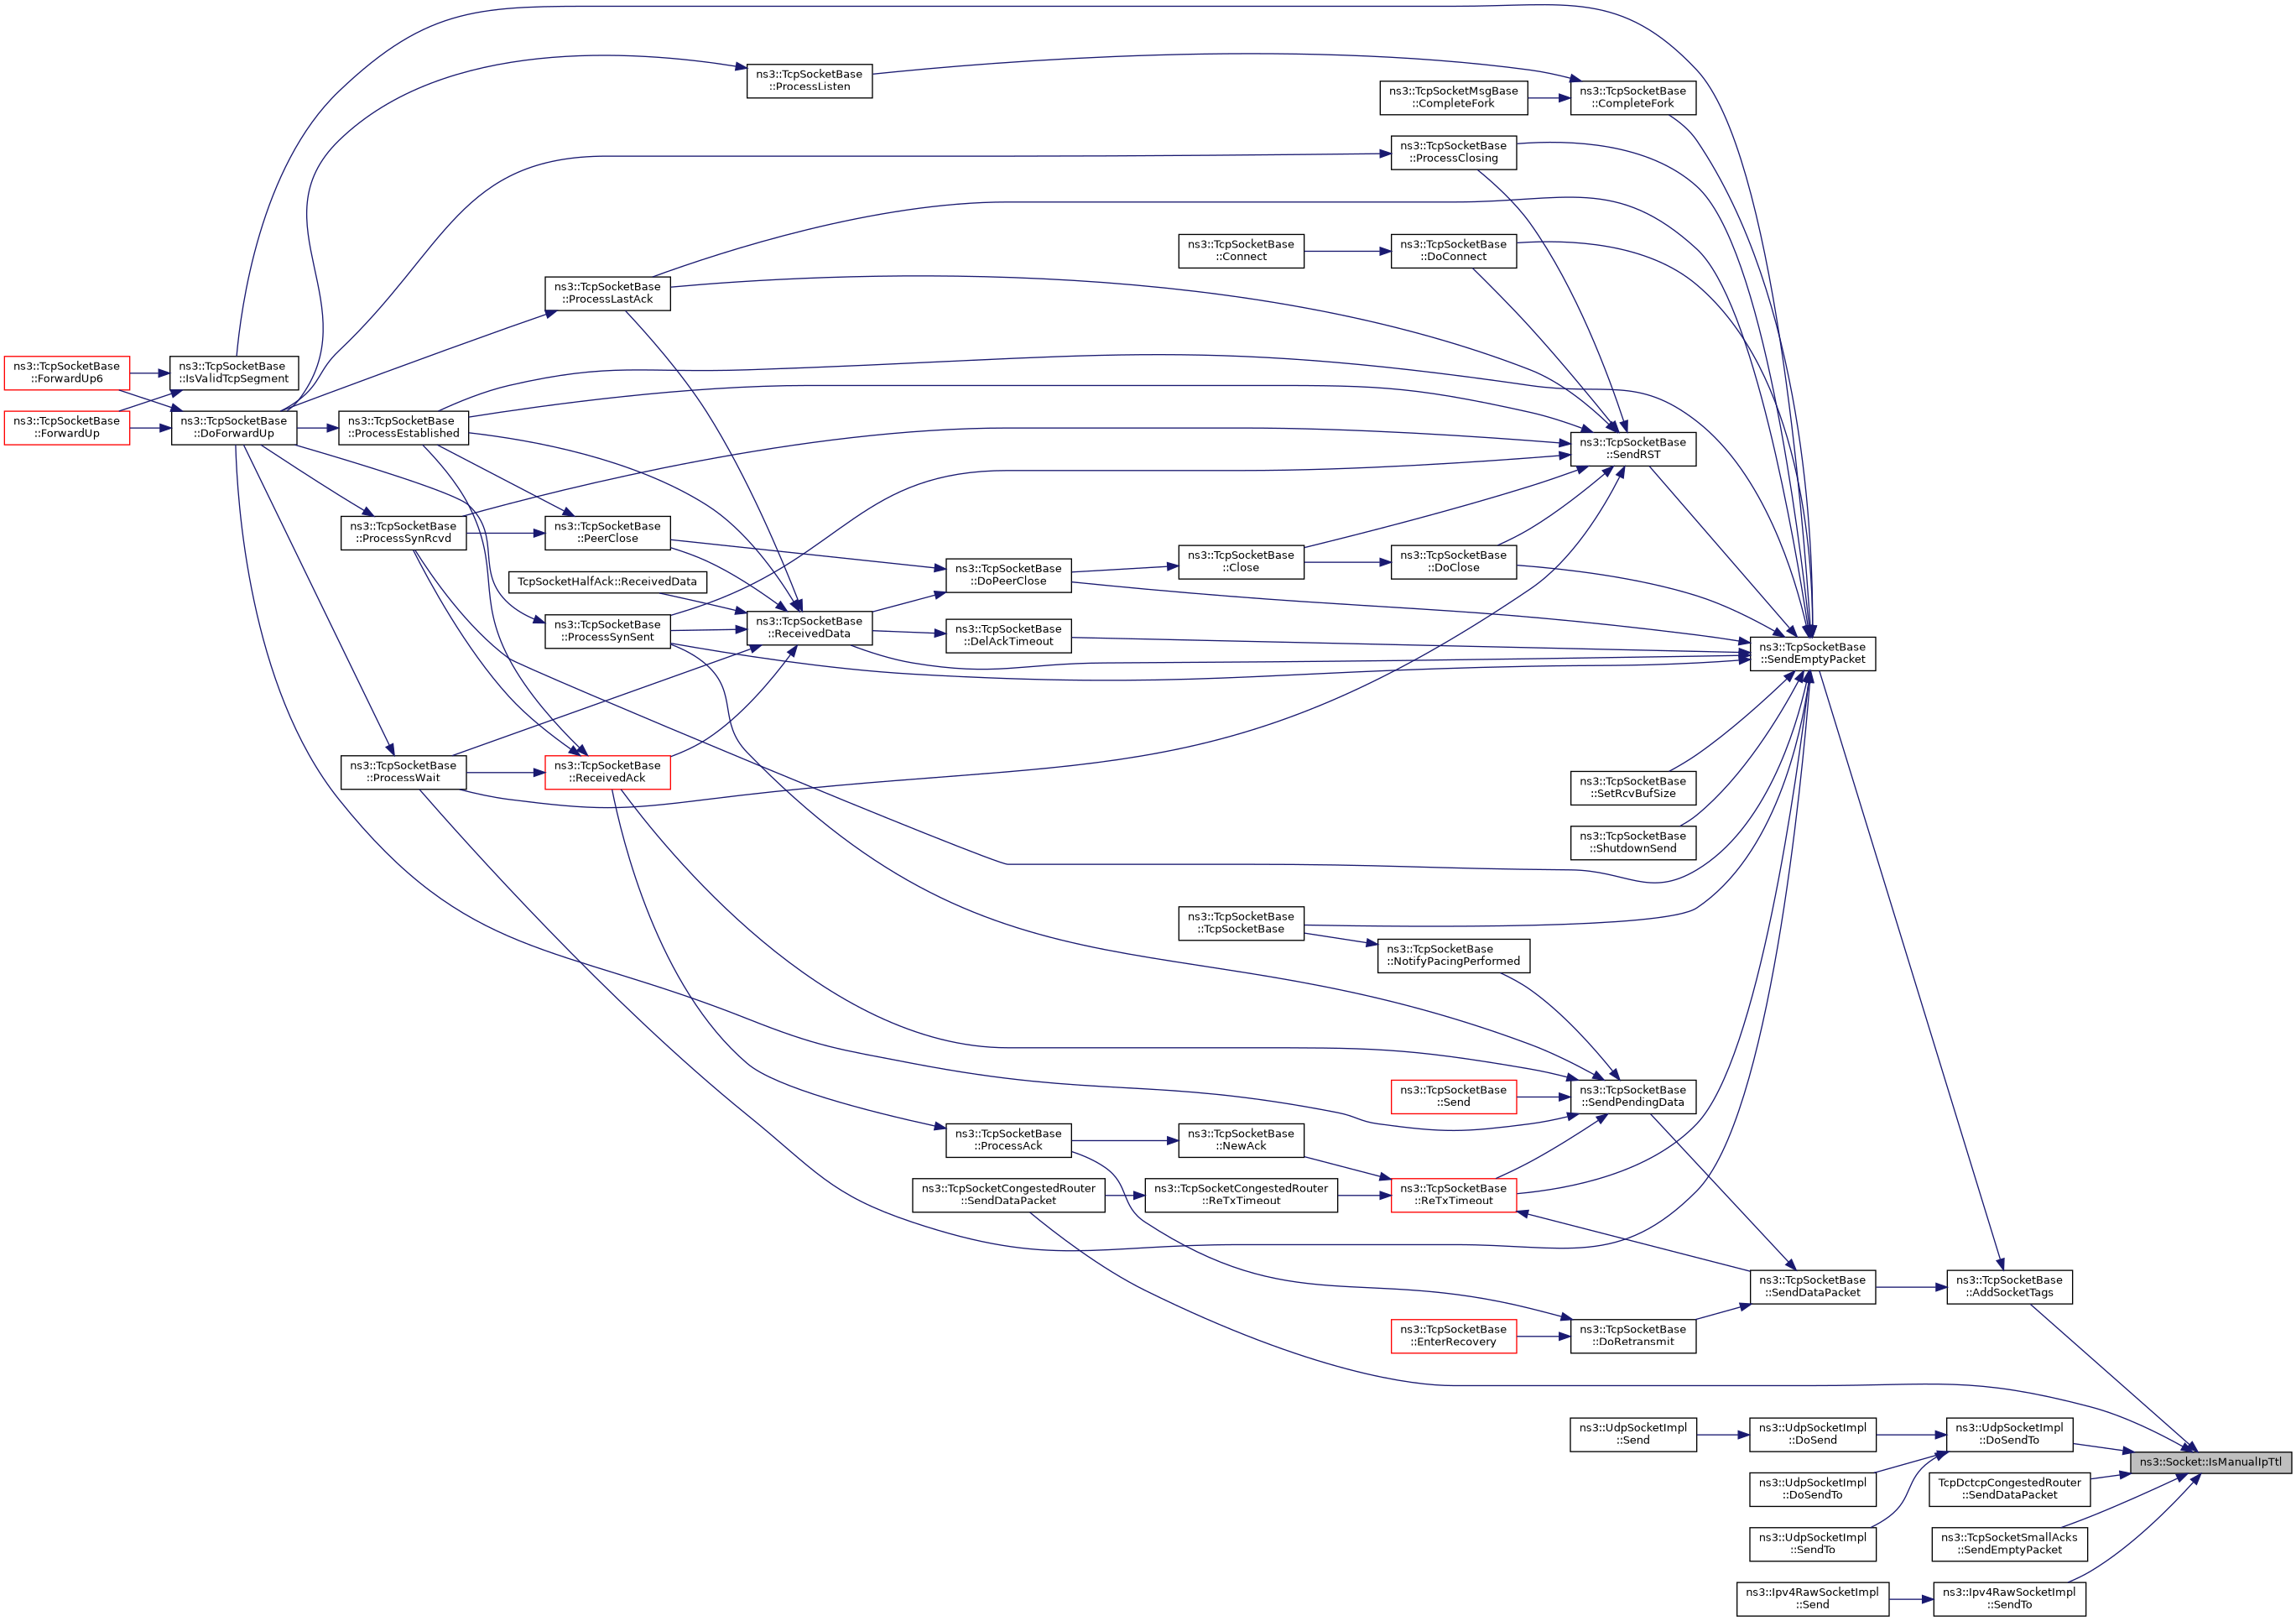 ns3::TcpSocketBase
::ProcessListen
ns3::TcpSocketMsgBase
::CompleteFork
ns3::TcpSocketBase
::CompleteFork
ns3::TcpSocketBase
::ProcessClosing
ns3::TcpSocketBase
::Connect
ns3::TcpSocketBase
::DoConnect
ns3::TcpSocketBase
::ProcessLastAck
ns3::TcpSocketBase
::ForwardUp6
ns3::TcpSocketBase
::IsValidTcpSegment
ns3::TcpSocketBase
::ForwardUp
ns3::TcpSocketBase
::DoForwardUp
ns3::TcpSocketBase
::ProcessEstablished
ns3::TcpSocketBase
::SendRST
ns3::TcpSocketBase
::ProcessSynRcvd
ns3::TcpSocketBase
::PeerClose
ns3::TcpSocketBase
::DoPeerClose
ns3::TcpSocketBase
::Close
ns3::TcpSocketBase
::DoClose
TcpSocketHalfAck::ReceivedData
ns3::TcpSocketBase
::ProcessSynSent
ns3::TcpSocketBase
::ReceivedData
ns3::TcpSocketBase
::DelAckTimeout
ns3::TcpSocketBase
::SendEmptyPacket
ns3::TcpSocketBase
::ProcessWait
ns3::TcpSocketBase
::ReceivedAck
ns3::TcpSocketBase
::SetRcvBufSize
ns3::TcpSocketBase
::ShutdownSend
ns3::TcpSocketBase
::TcpSocketBase
ns3::TcpSocketBase
::NotifyPacingPerformed
ns3::TcpSocketBase
::Send
ns3::TcpSocketBase
::SendPendingData
ns3::TcpSocketBase
::ProcessAck
ns3::TcpSocketBase
::NewAck
ns3::TcpSocketCongestedRouter
::SendDataPacket
ns3::TcpSocketCongestedRouter
::ReTxTimeout
ns3::TcpSocketBase
::ReTxTimeout
ns3::TcpSocketBase
::SendDataPacket
ns3::TcpSocketBase
::AddSocketTags
ns3::TcpSocketBase
::EnterRecovery
ns3::TcpSocketBase
::DoRetransmit
ns3::UdpSocketImpl
::Send
ns3::UdpSocketImpl
::DoSend
ns3::UdpSocketImpl
::DoSendTo
ns3::Socket::IsManualIpTtl
ns3::UdpSocketImpl
::DoSendTo
TcpDctcpCongestedRouter
::SendDataPacket
ns3::UdpSocketImpl
::SendTo
ns3::TcpSocketSmallAcks
::SendEmptyPacket
ns3::Ipv4RawSocketImpl
::Send
ns3::Ipv4RawSocketImpl
::SendTo